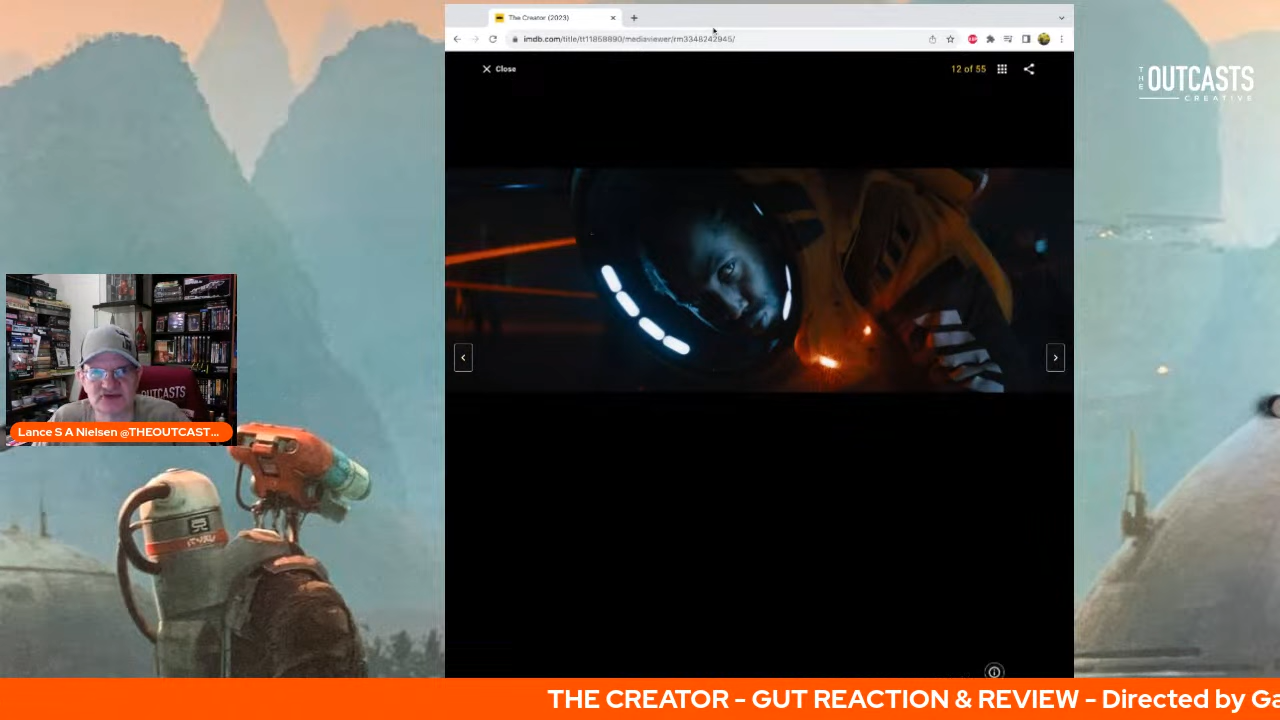 The Creator (2023)
imdb.com/title/tt11858890/mediaviewer/rm3348242945/
Close
12 of 55
THE OUTCASTS
CREATIVE
OUTCASTS
Lance S A Nielsen @THEOUTCAST...
THE CREATOR - GUT REACTION & REVIEW - Directed by Ga